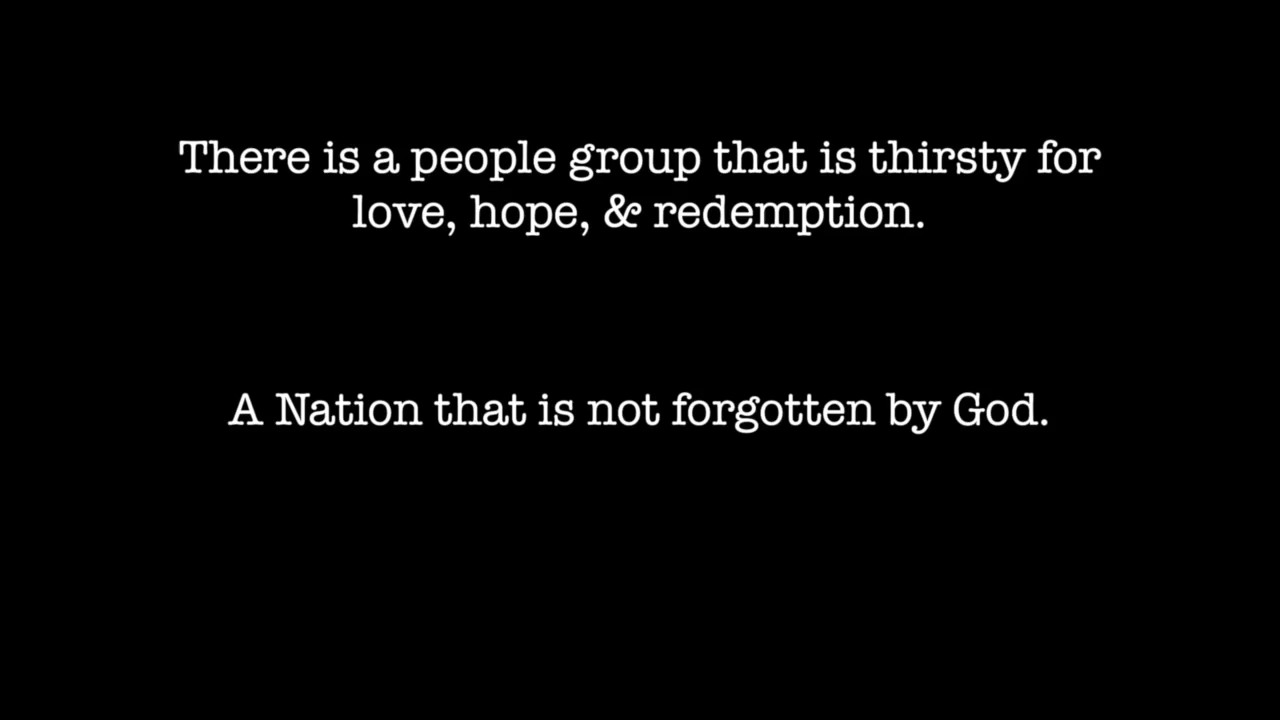 There is a people group that is thirsty for
love, hope, & redemption.
A Nation that is not forgotten by God.